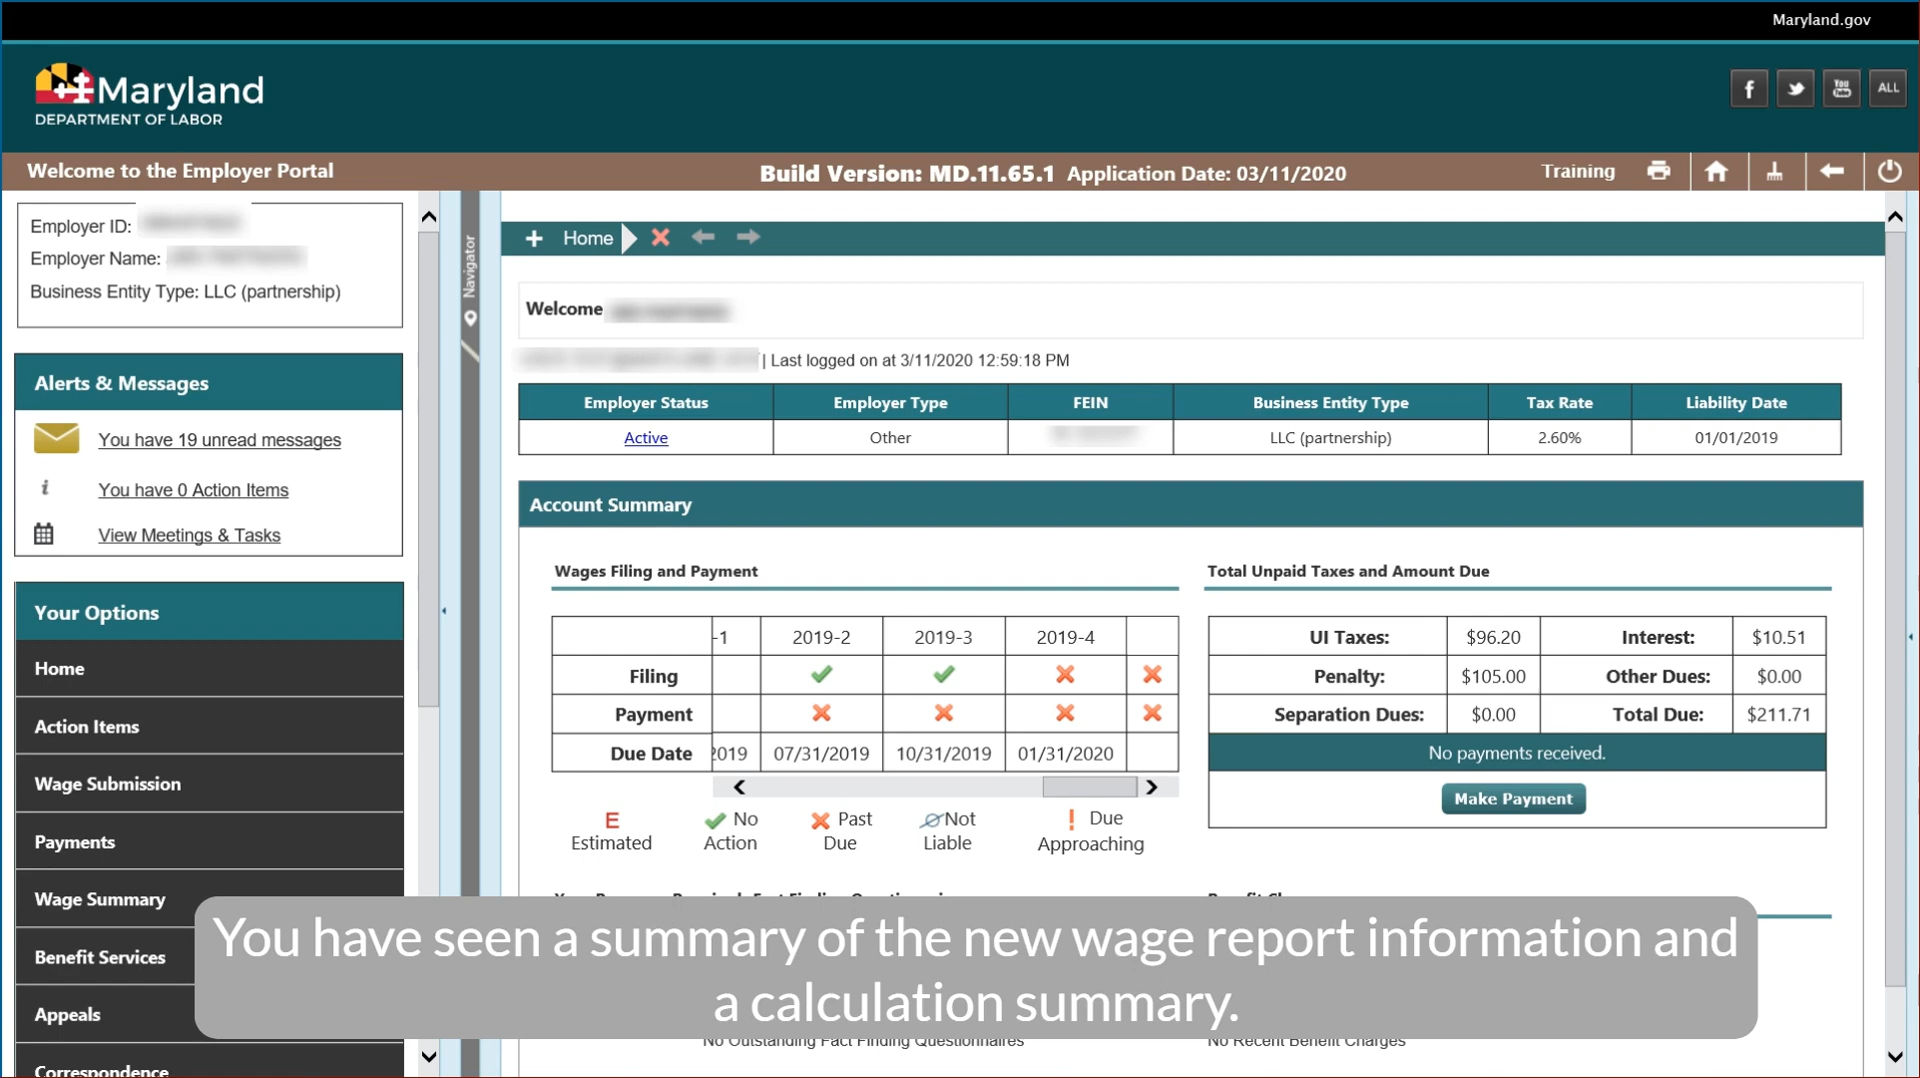 Maryland.gov
Maryland
DEPARTMENT OF LABOR
f You Tube ALL
Welcome to the Employer Portal
Build Version: MD.11.65.1 Application Date: 03/11/2020
Training
Employer ID:
Employer Name:
Business Entity Type: LLC (partnership)
Alerts & Messages
You have 19 unread messages
i You have 0 Action Items
View Meetings & Tasks
Your Options
Home
Action Items
Wage Submission
Payments
Wage Summary
Benefit Services
Appeals
Correspondence
Navigator
+ Home
Welcome
| Last logged on at 3/11/2020 12:59:18 PM
Employer Status Employer Type FEIN Business Entity Type Tax Rate Liability Date
Active Other LLC (partnership) 2.60% 01/01/2019
Account Summary
Wages Filing and Payment
-1 2019-2 2019-3 2019-4
Filing
Payment
Due Date 2019 07/31/2019 10/31/2019 01/31/2020
E Estimated
No Action
Past Due
Not Liable
! Due Approaching
Total Unpaid Taxes and Amount Due
UI Taxes: $96.20 Interest: $10.51
Penalty: $105.00 Other Dues: $0.00
Separation Dues: $0.00 Total Due: $211.71
No payments received.
Make Payment
You have seen a summary of the new wage report information and
a calculation summary.
No Outstanding Fact Finding Questionnaires
No Recent Benefit Charges